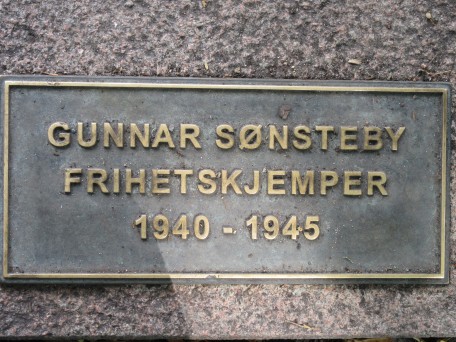 GUNNAR SØNSTEBY
FRIHETSKJEMPER
1940 - 1945